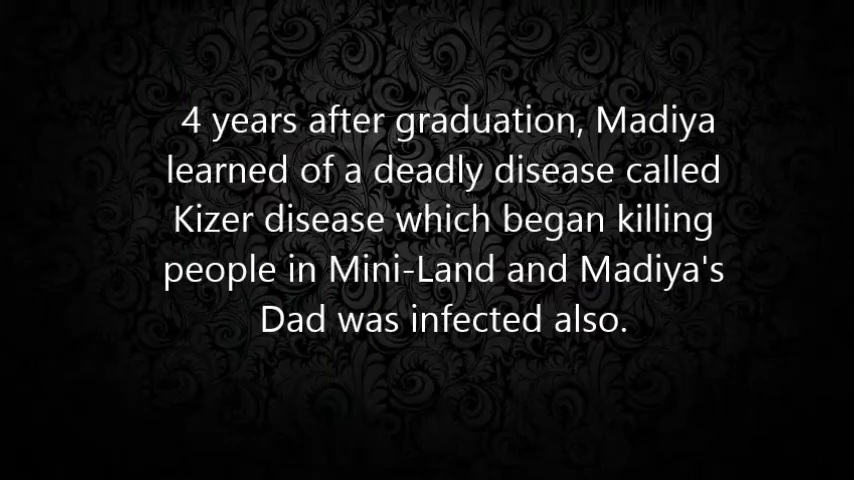 4 years after graduation, Madiya
learned of a deadly disease called
Kizer disease which began killing
people in Mini-Land and Madiya's
Dad was infected also.